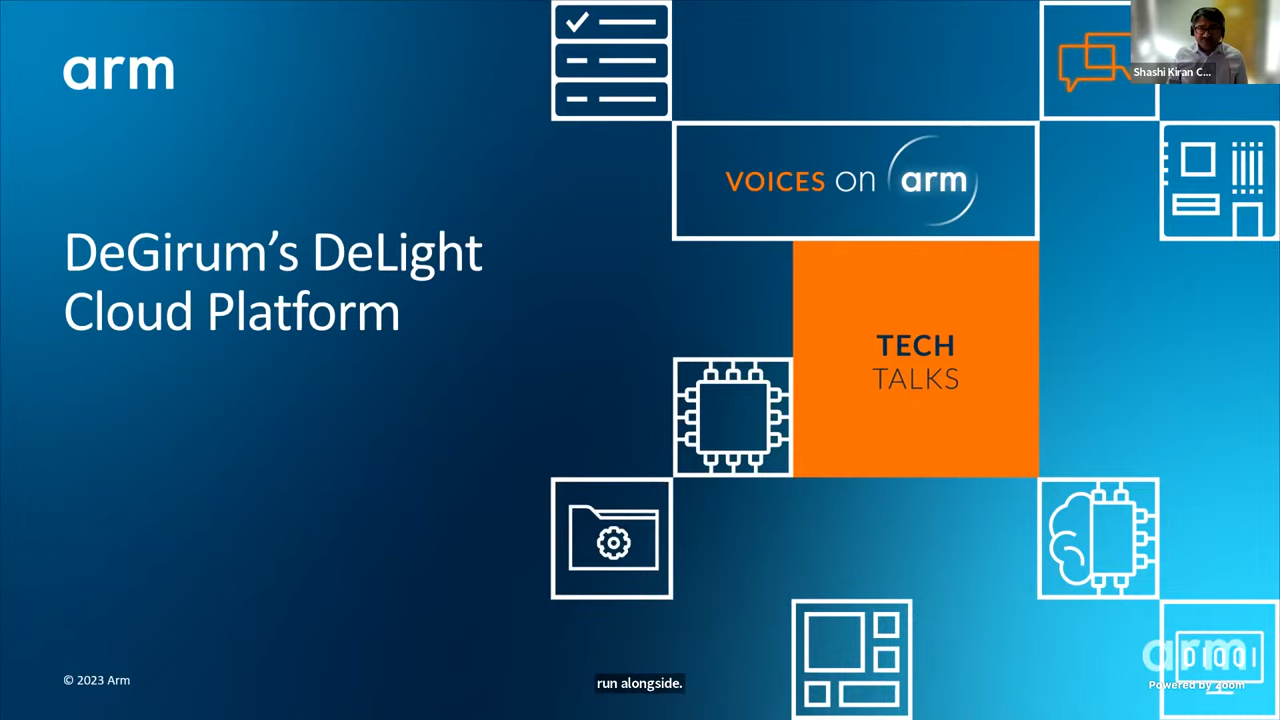 arm
Shashi Kiran C...
VOICES on arm
DeGirum's DeLight
Cloud Platform
TECH
TALKS
© 2023 Arm
run alongside.
arm
Powered by Zoom